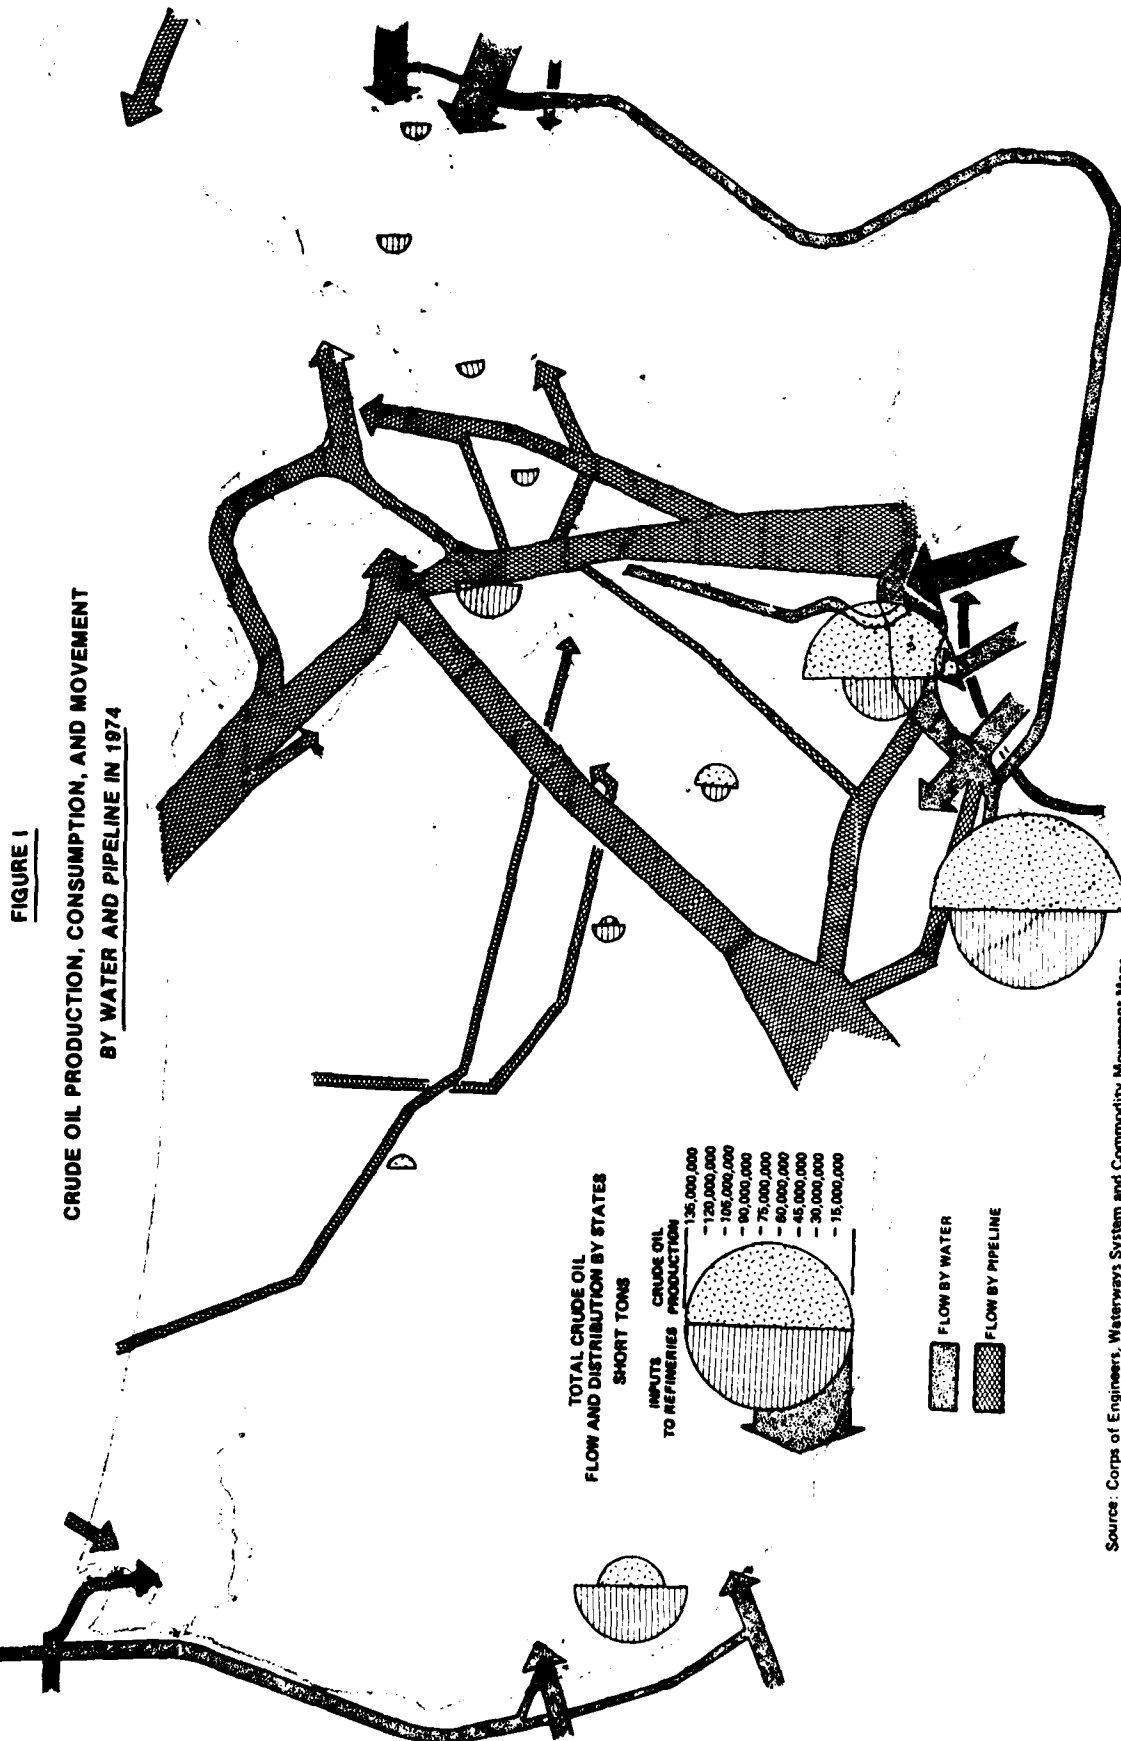 FIGURE I
CRUDE OIL PRODUCTION, CONSUMPTION, AND MOVEMENT
BY WATER AND PIPELINE IN 1974
TOTAL CRUDE OIL
FLOW AND DISTRIBUTION BY STATES
SHORT TONS
INPUTS
TO REFINERIES
CRUDE OIL
PRODUCTION
135,000,000
-120,000,000
-105,000,000
-90,000,000
-75,000,000
-60,000,000
-45,000,000
-30,000,000
-15,000,000
FLOW BY WATER
FLOW BY PIPELINE
Source: Corps of Engineers, Waterways System and Commodity Movement Maps